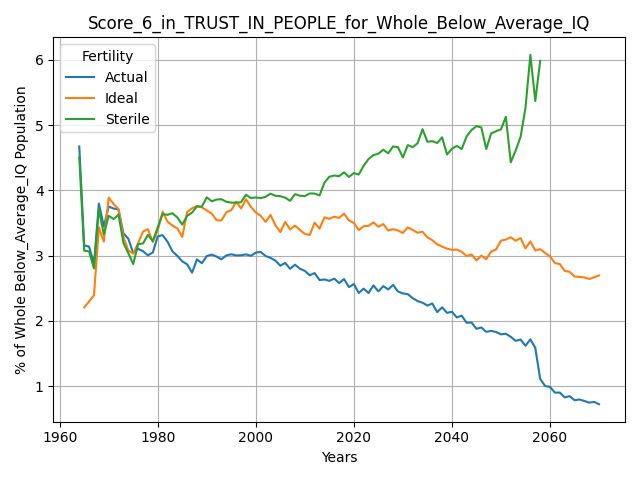 Score_6_in_TRUST_IN_PEOPLE_for_Whole_Below_Average_IQ
Fertility
Actual
Ideal
Sterile
% of Whole Below_Average_IQ Population
6
5
4
3
2
1
1960 1980 2000 2020 2040 2060
Years